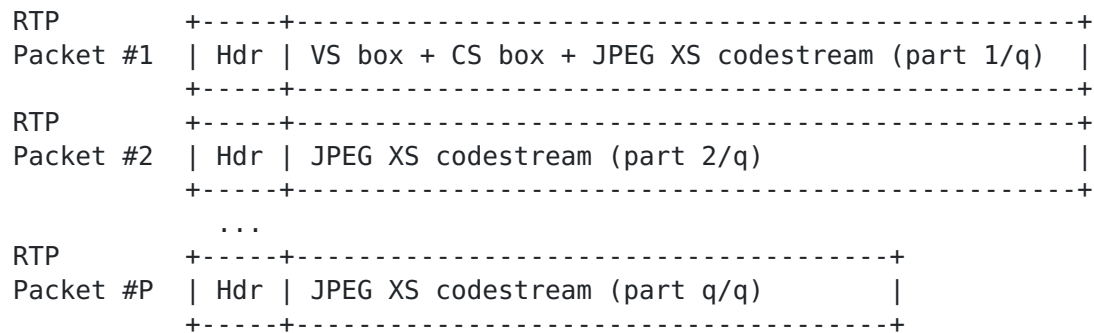 RTP +-----+---------------------------------------------------+
Packet #1 | Hdr | VS box + CS box + JPEG XS codestream (part 1/q) |
+-----+---------------------------------------------------+
RTP +-----+---------------------------------------------------+
Packet #2 | Hdr | JPEG XS codestream (part 2/q) |
+-----+---------------------------------------------------+
...
RTP +-----+---------------------------------------+
Packet #P | Hdr | JPEG XS codestream (part q/q) |
+-----+---------------------------------------+